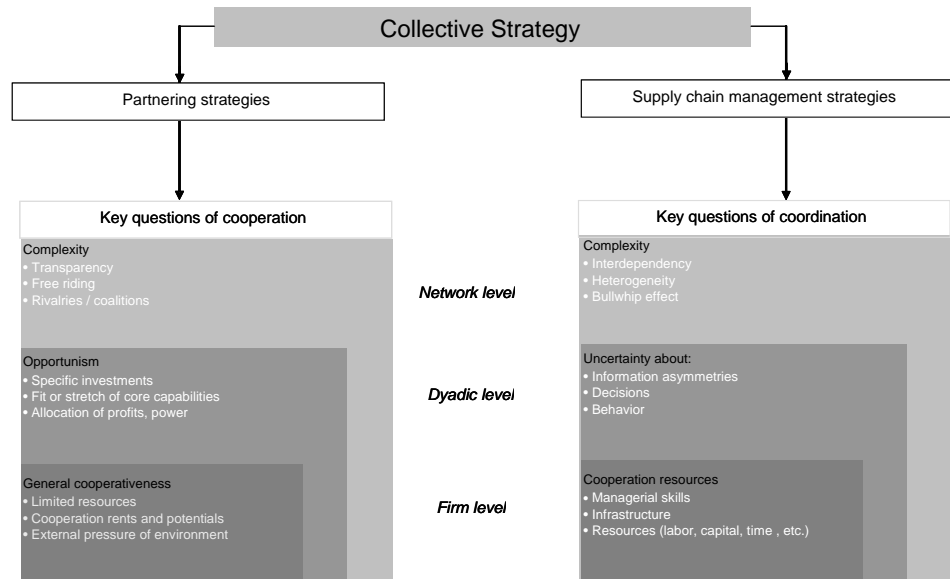 Collective Strategy
Partnering strategies
Supply chain management strategies
Key questions of cooperation
Key questions of coordination
Complexity
• Transparency
• Free riding
• Rivalries / coalitions
Network level
Complexity
• Interdependency
• Heterogeneity
• Bullwhip effect
Opportunism
• Specific investments
• Fit or stretch of core capabilities
• Allocation of profits, power
Dyadic level
Uncertainty about:
• Information asymmetries
• Decisions
• Behavior
General cooperativeness
• Limited resources
• Cooperation rents and potentials
• External pressure of environment
Firm level
Cooperation resources
• Managerial skills
• Infrastructure
• Resources (labor, capital, time , etc.)